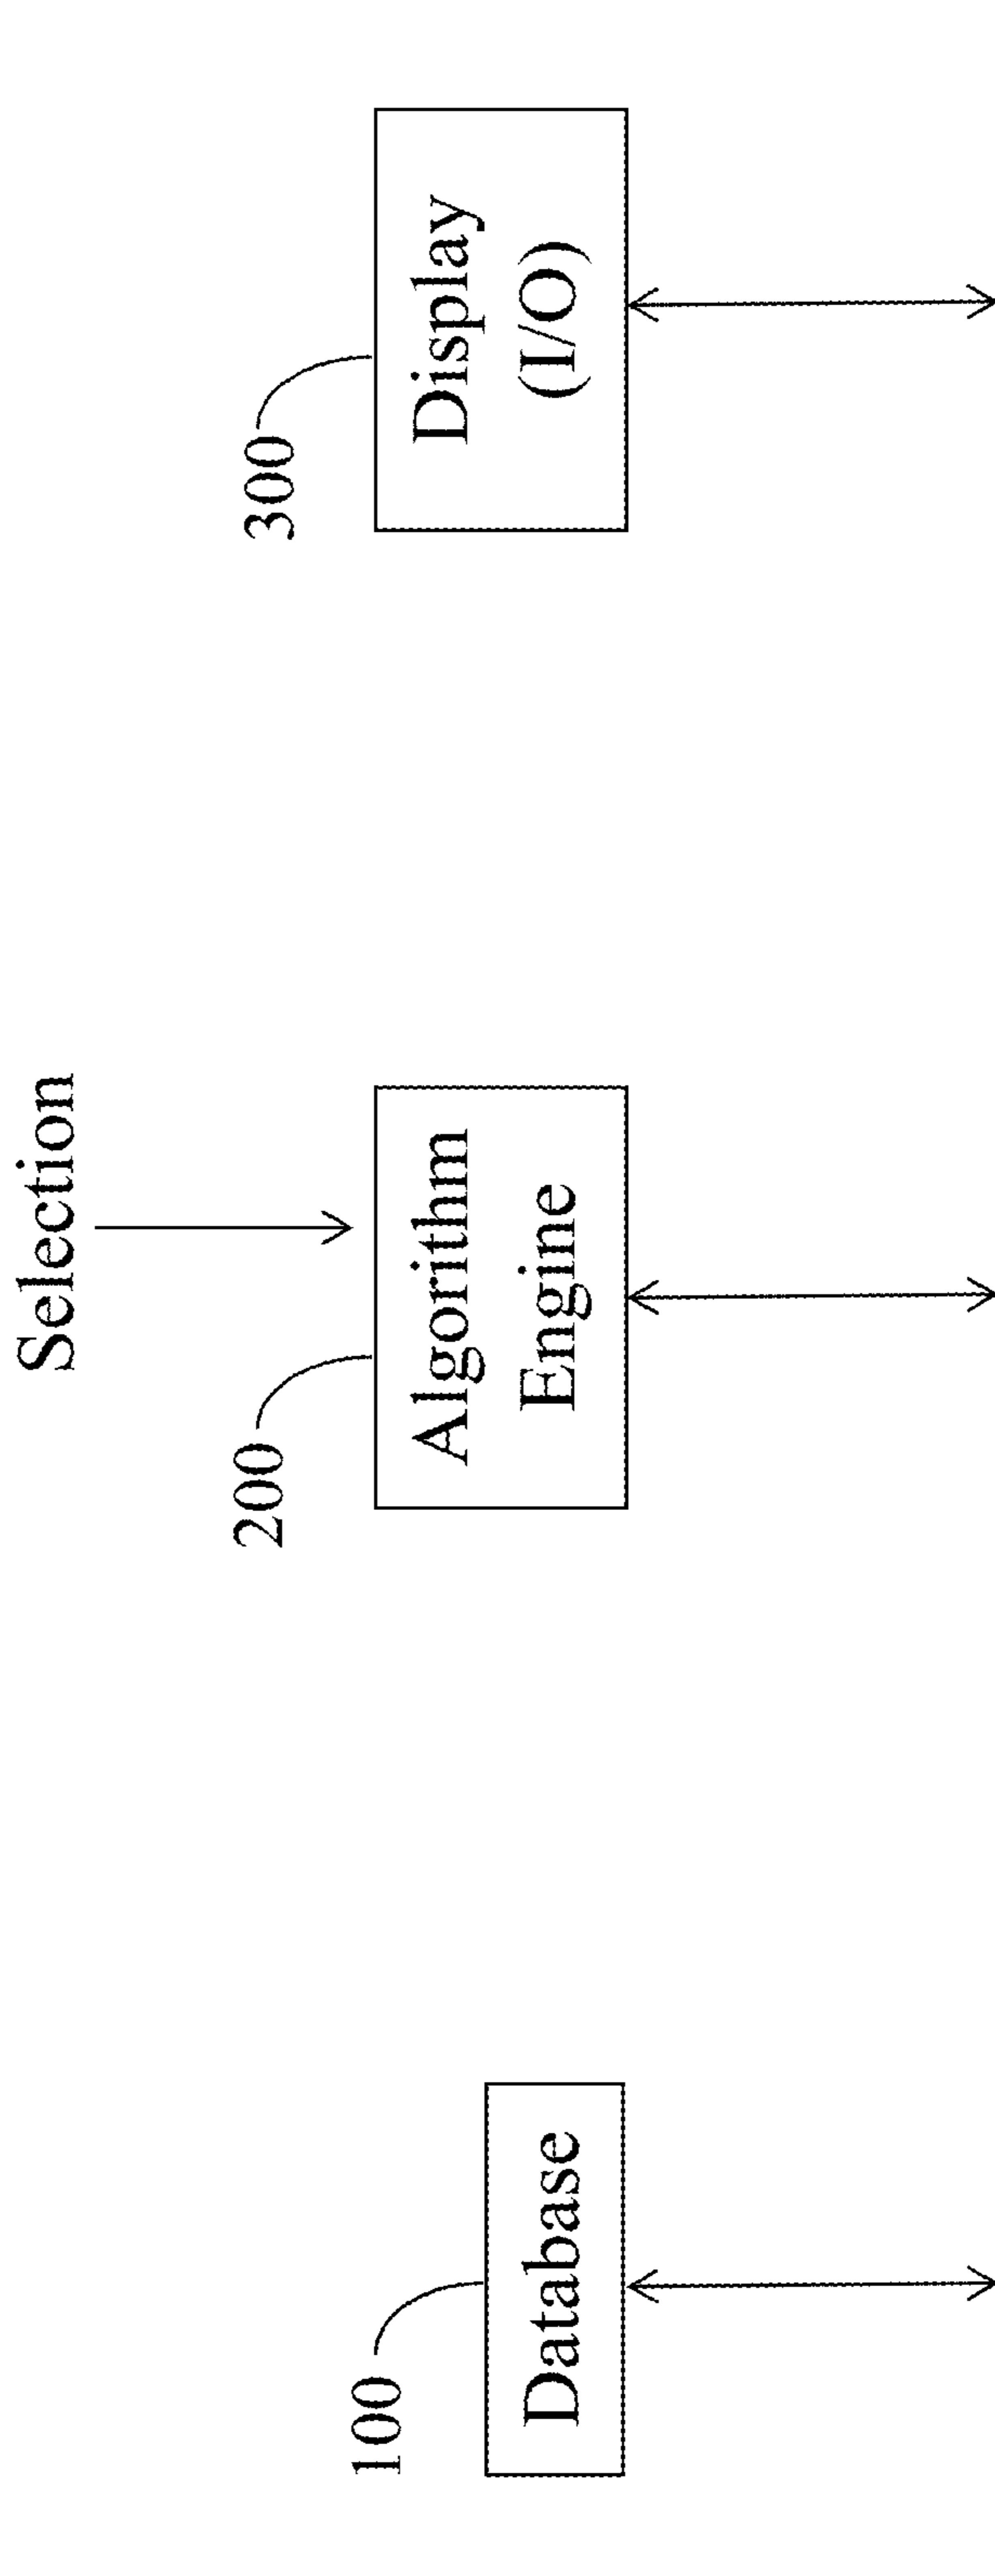 Selection
100
200
300
Database
Algorithm
Engine
Display
(I/O)